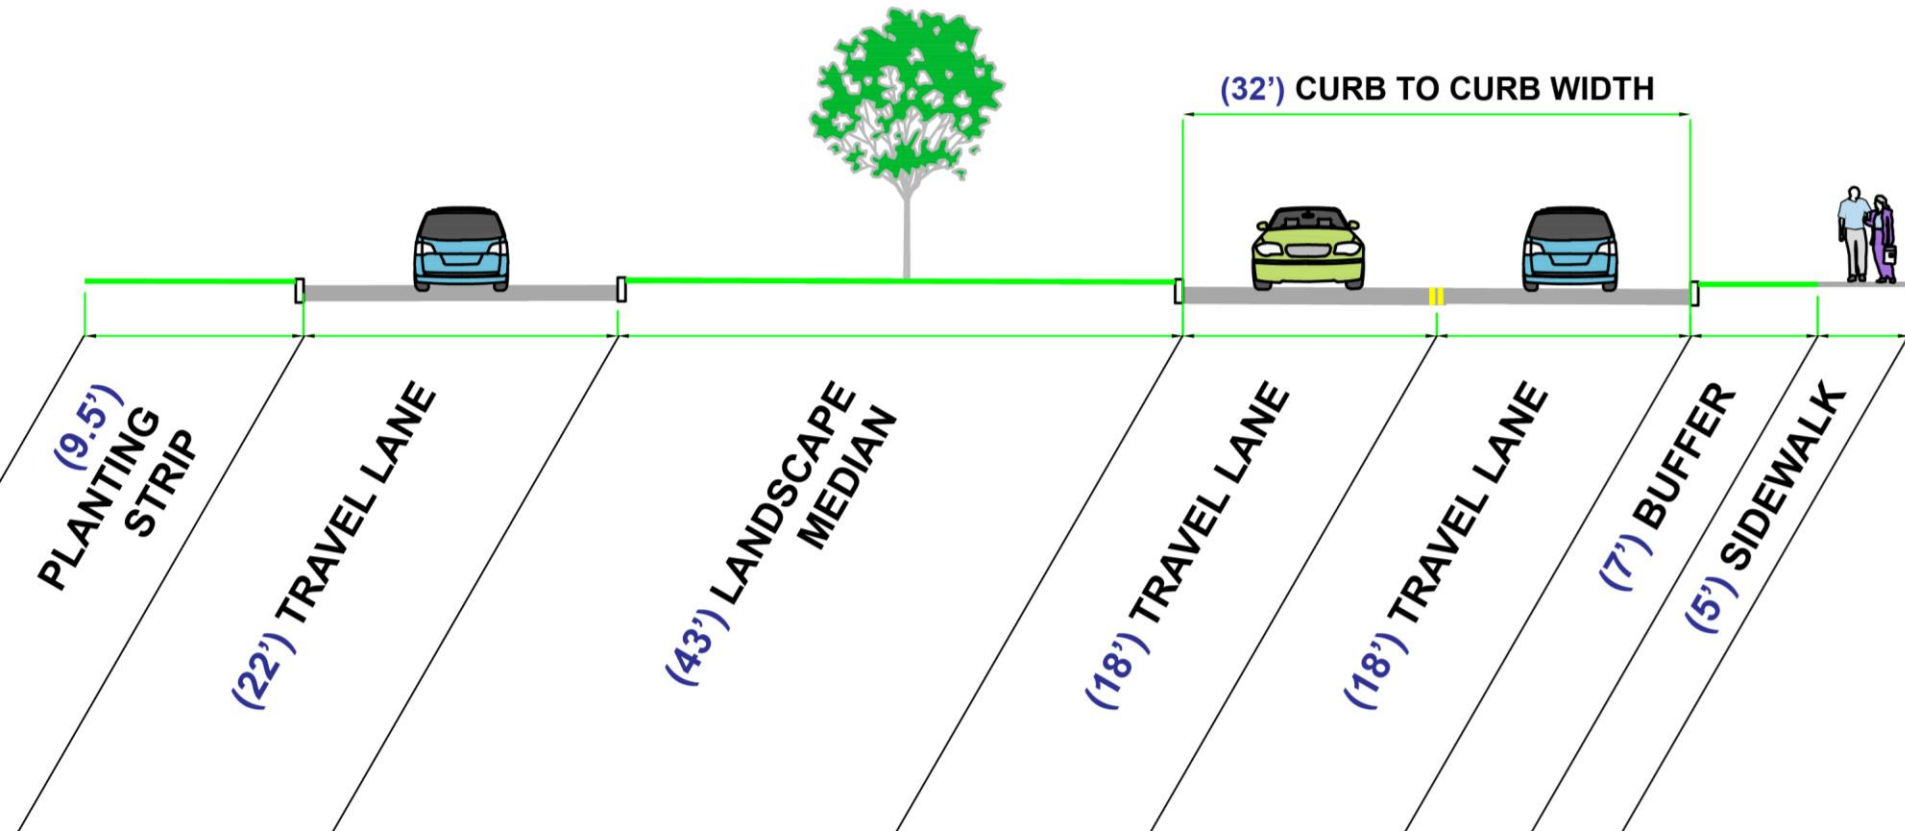 (32’) CURB TO CURB WIDTH
(9.5’)
PLANTING
STRIP
(22’) TRAVEL LANE
(43’) LANDSCAPE
MEDIAN
(18’) TRAVEL LANE
(18’) TRAVEL LANE
(7’) BUFFER
(5’) SIDEWALK